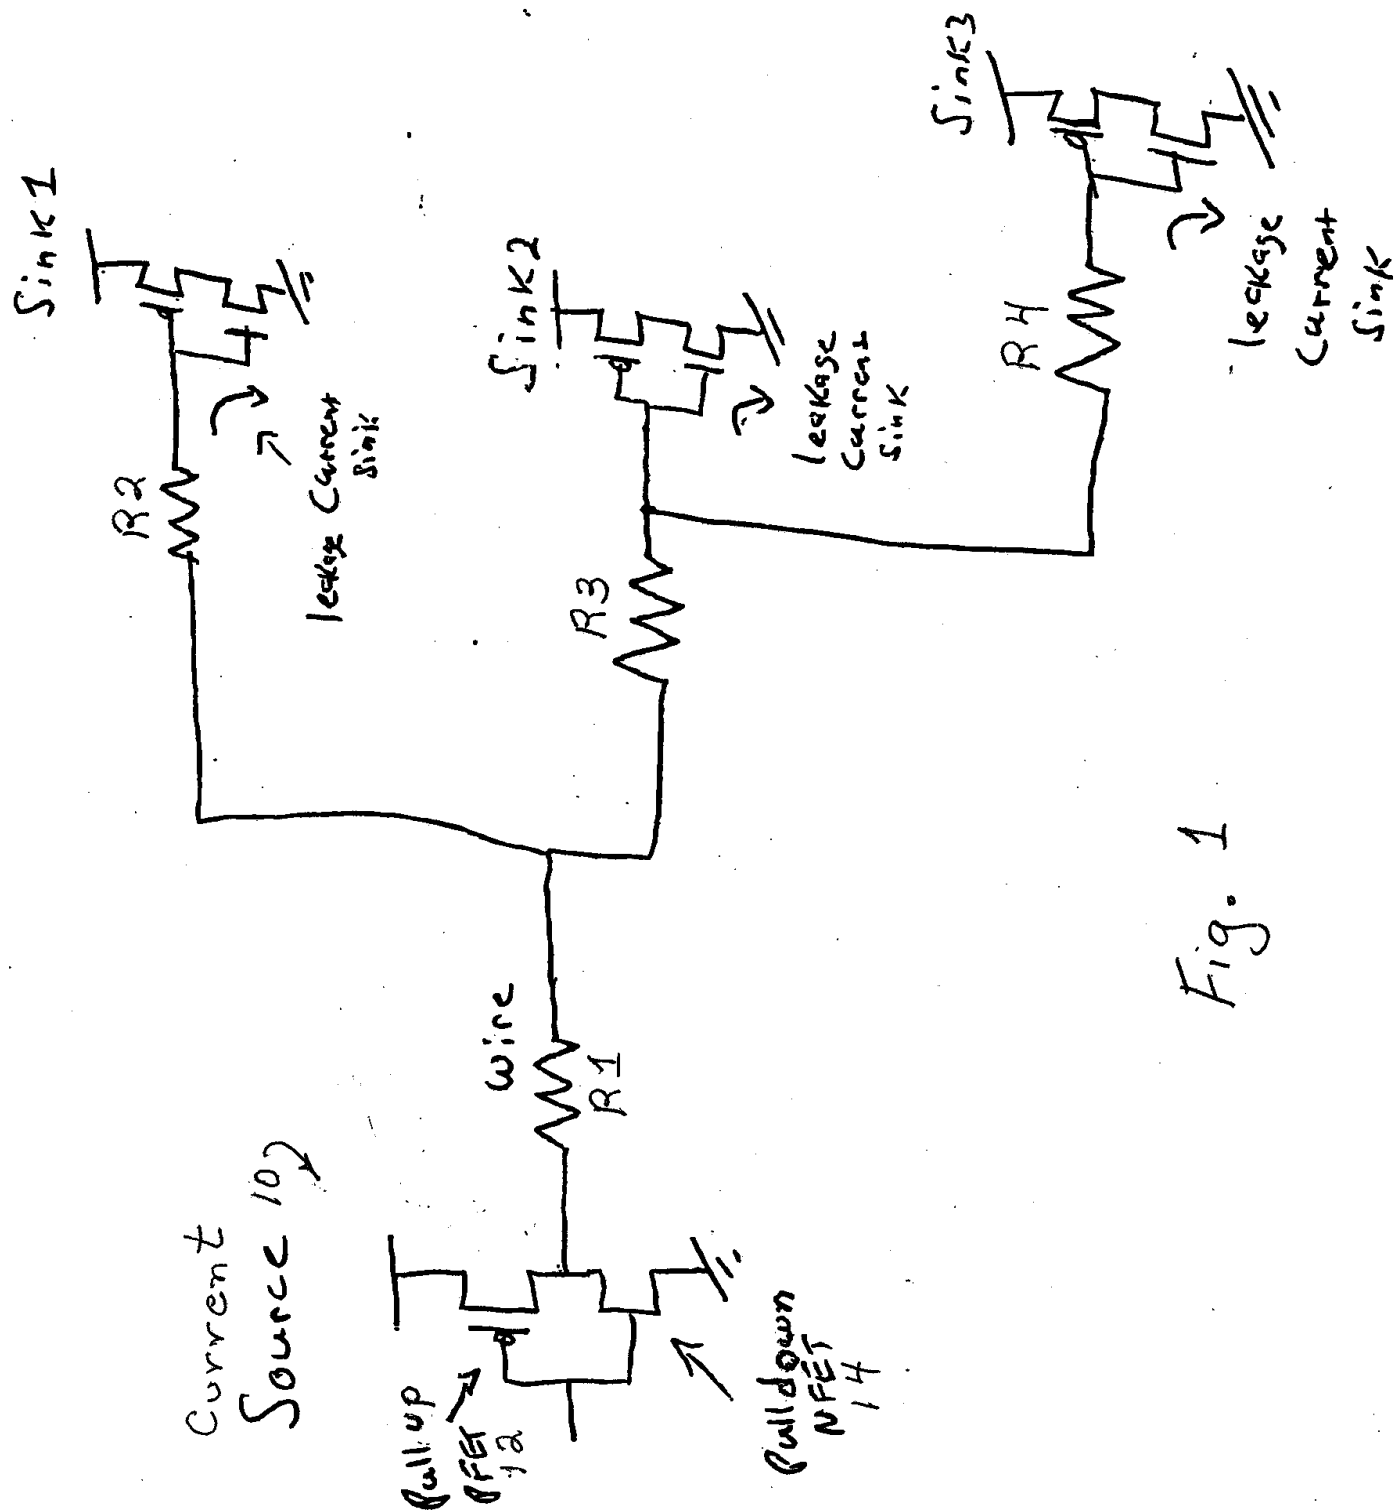 Current
Source 10
Pull up
PFET
12
Pulldown
NFET
14
Wire
R1
R2
Sink1
leakage Current
Sink
R3
Sink2
leakage
Current
Sink
R4
Sink3
leakage
Current
Sink
Fig. 1